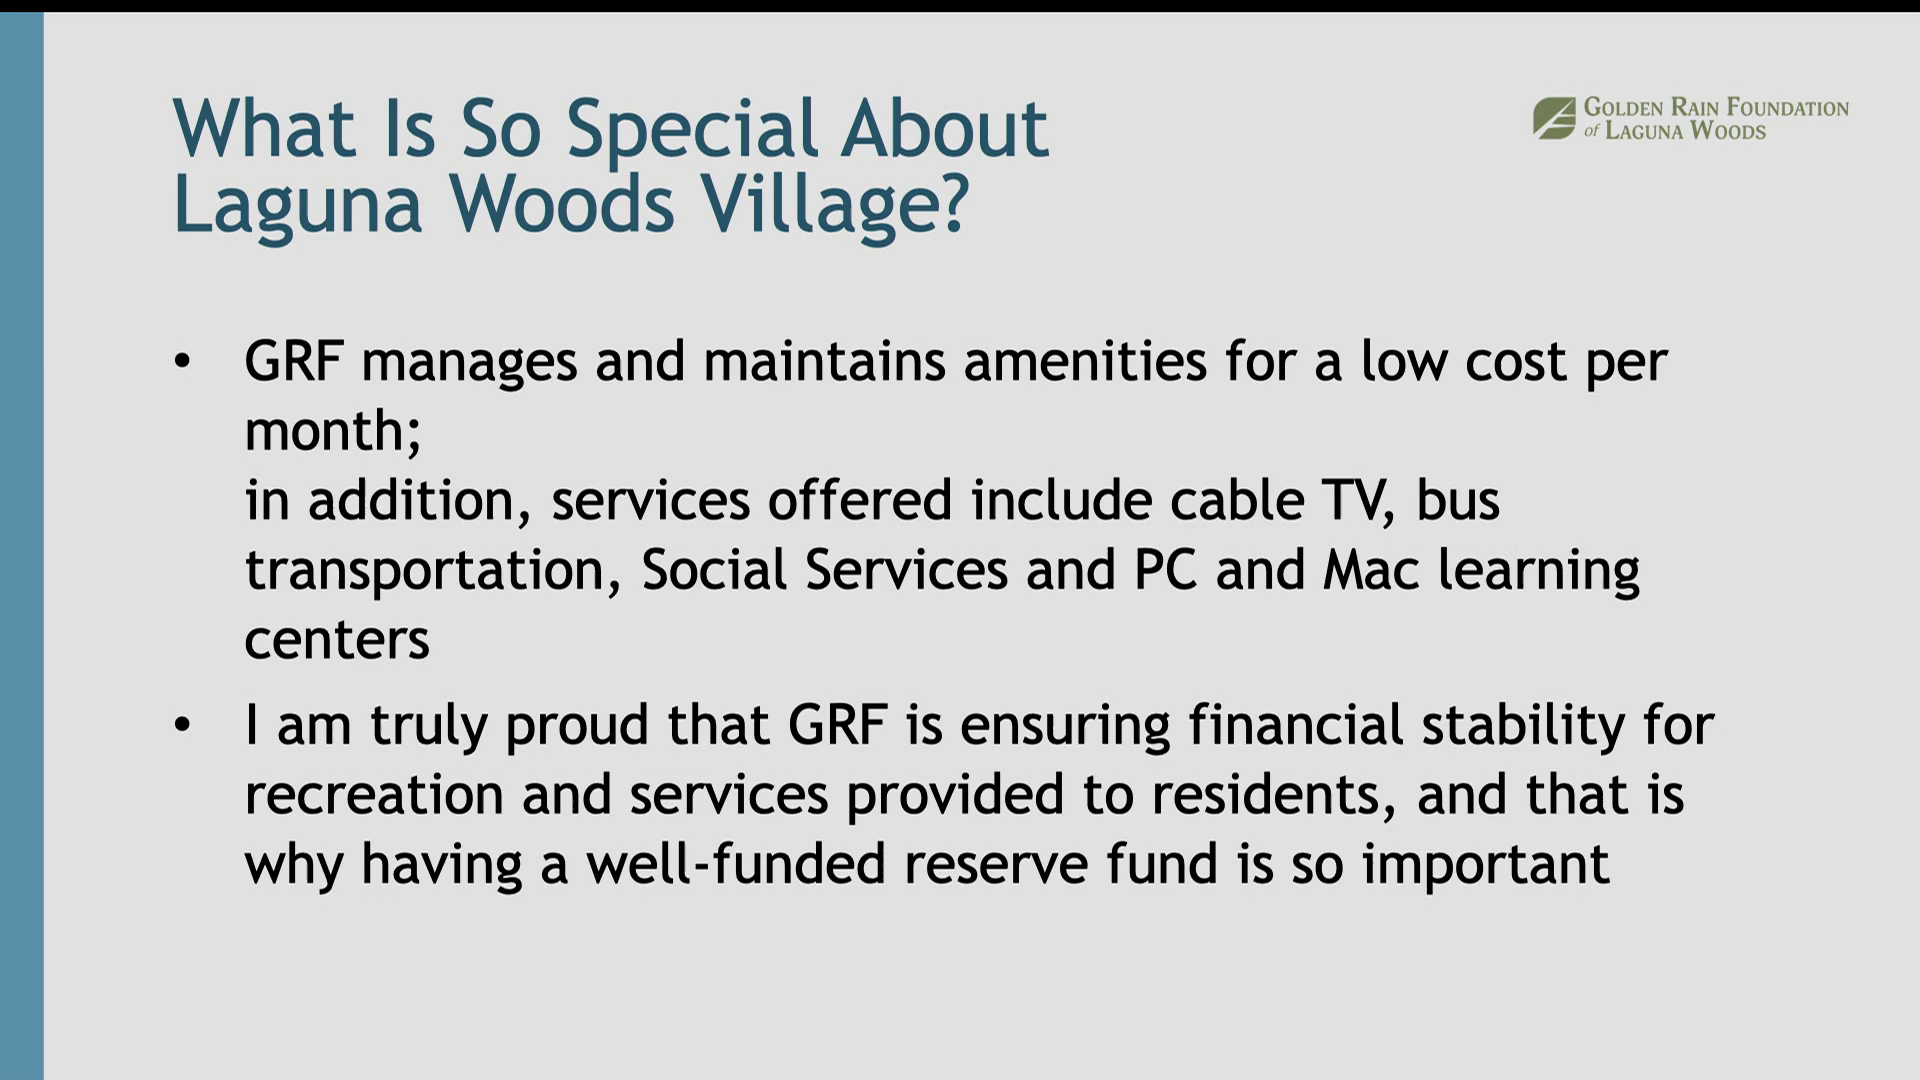 What Is So Special About
Laguna Woods Village?
GOLDEN RAIN FOUNDATION
of LAGUNA WOODS
• GRF manages and maintains amenities for a low cost per
month;
in addition, services offered include cable TV, bus
transportation, Social Services and PC and Mac learning
centers
• I am truly proud that GRF is ensuring financial stability for
recreation and services provided to residents, and that is
why having a well-funded reserve fund is so important